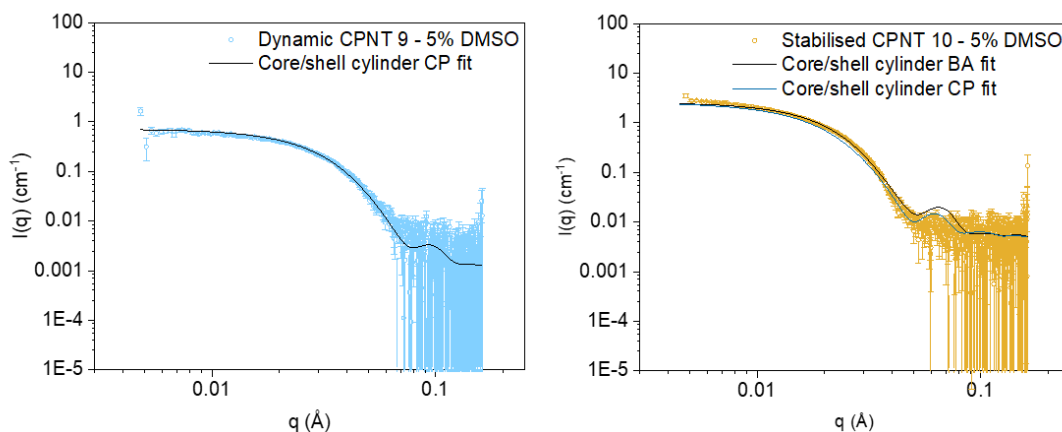 Dynamic CPNT 9 - 5% DMSO
Core/shell cylinder CP fit
100
10
1
0.1
0.01
0.001
1E-4
1E-5
I(q) (cm⁻¹)
0.01
0.1
q (Å)
Stabilised CPNT 10 - 5% DMSO
Core/shell cylinder BA fit
Core/shell cylinder CP fit
100
10
1
0.1
0.01
0.001
1E-4
1E-5
I(q) (cm⁻¹)
0.01
0.1
q (Å)